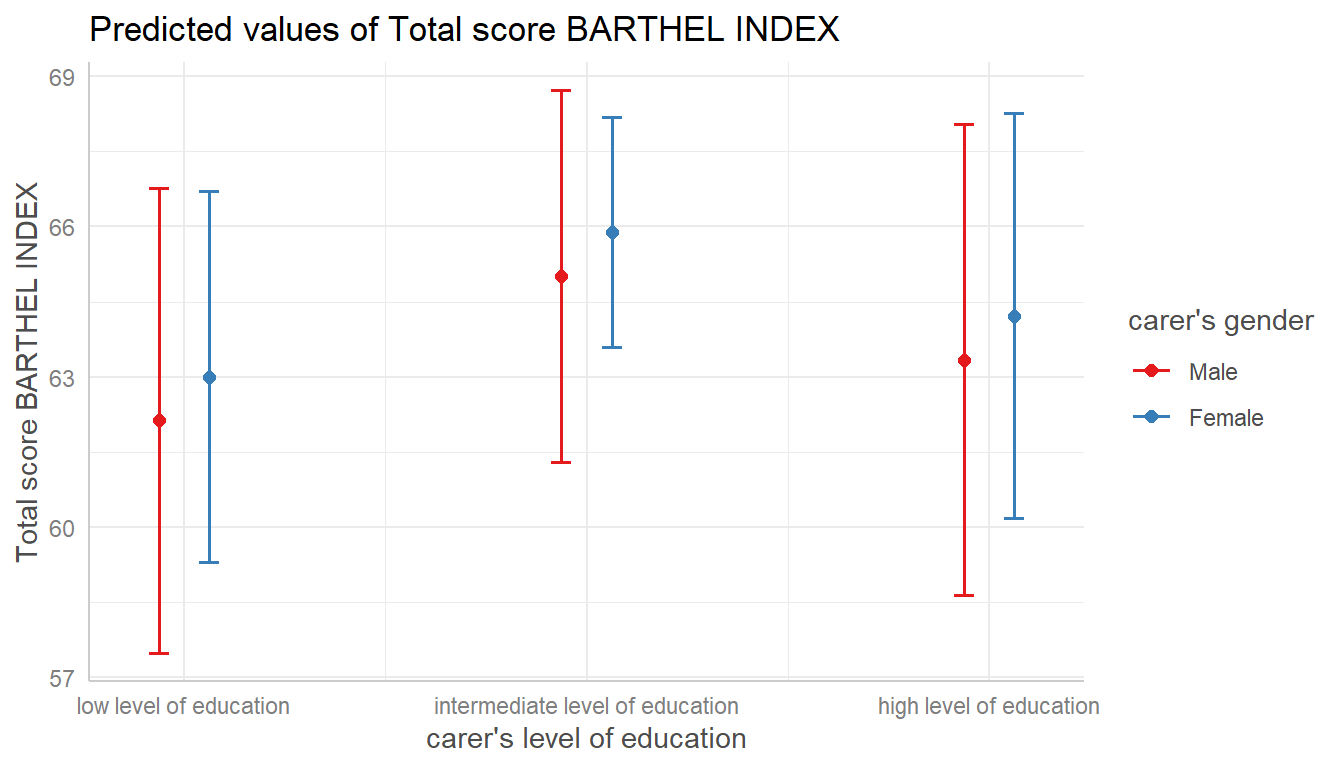 Predicted values of Total score BARTHEL INDEX
Total score BARTHEL INDEX
69
66
63
60
57
low level of education
intermediate level of education
high level of education
carer's level of education
carer's gender
Male
Female